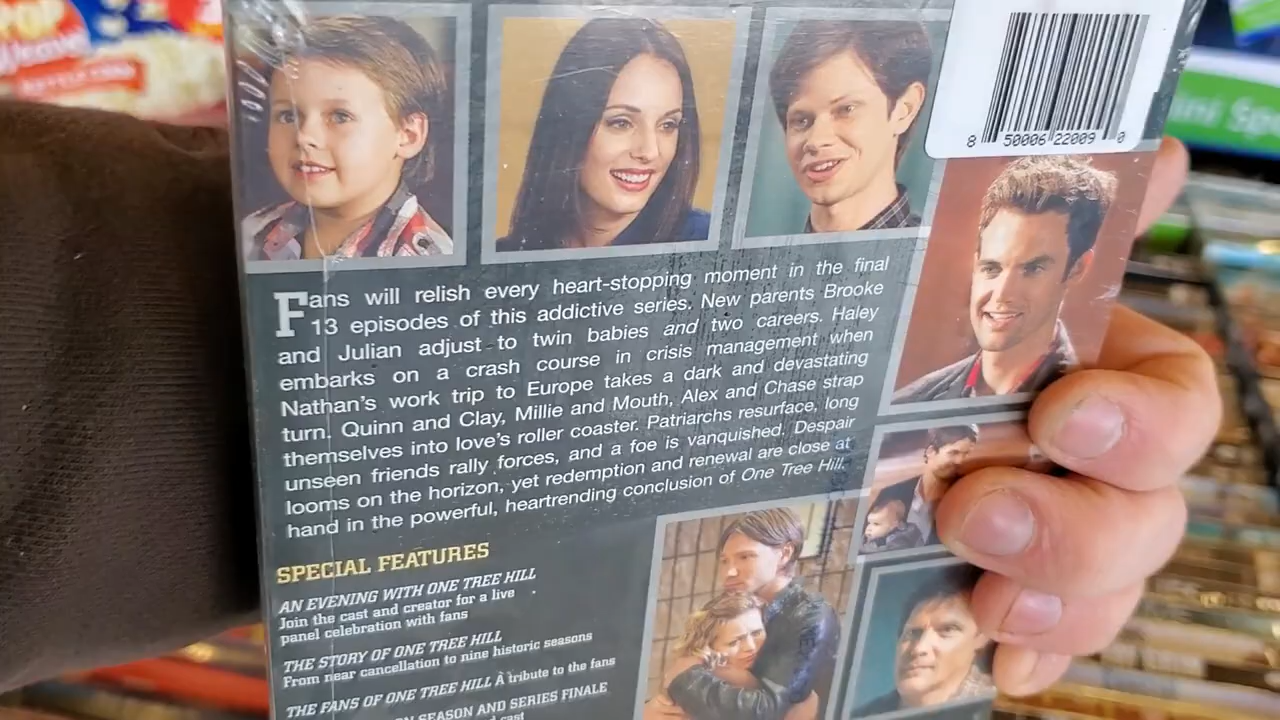 POP
KETTLE CORN
8 50006 22009 0
ini Spe
Fans will relish every heart-stopping moment in the final
13 episodes of this addictive series. New parents Brooke
and Julian adjust to twin babies and two careers. Haley
embarks on a crash course in crisis management when
Nathan's work trip to Europe takes a dark and devastating
turn. Quinn and Clay, Millie and Mouth, Alex and Chase strap
themselves into love's roller coaster. Patriarchs resurface, long
unseen friends rally forces, and a foe is vanquished. Despair
looms on the horizon, yet redemption and renewal are close at
hand in the powerful, heartrending conclusion of One Tree Hill.
SPECIAL FEATURES
AN EVENING WITH ONE TREE HILL
Join the cast and creator for a live
panel celebration with fans
THE STORY OF ONE TREE HILL
From near cancellation to nine historic seasons
THE FANS OF ONE TREE HILL A tribute to the fans
N SEASON AND SERIES FINALE
d cast